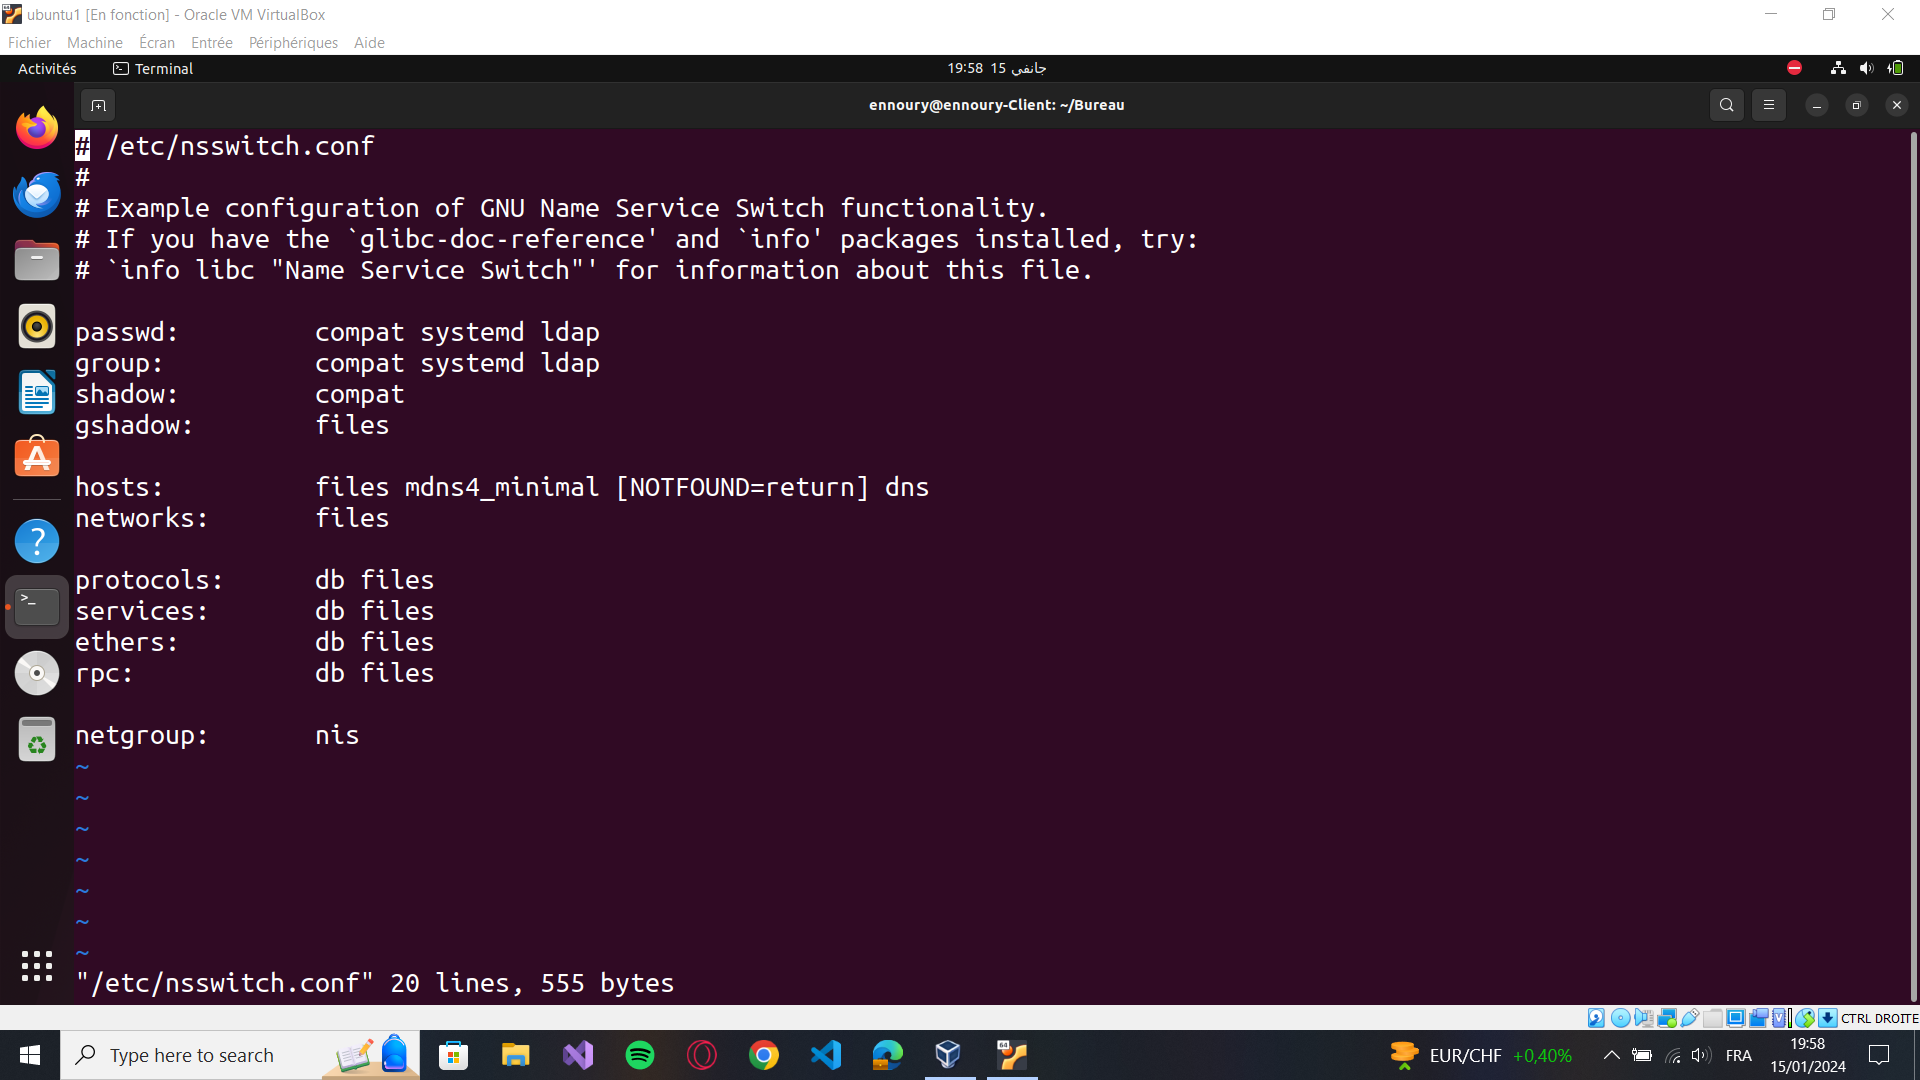 ubuntu1 [En fonction] - Oracle VM VirtualBox
Fichier Machine Écran Entrée Périphériques Aide
Activités Terminal 19:58 15 جانفي
ennoury@ennoury-Client: ~/Bureau
# /etc/nsswitch.conf
#
# Example configuration of GNU Name Service Switch functionality.
# If you have the `glibc-doc-reference' and `info' packages installed, try:
# `info libc "Name Service Switch"' for information about this file.
passwd: compat systemd ldap
group: compat systemd ldap
shadow: compat
gshadow: files
hosts: files mdns4_minimal [NOTFOUND=return] dns
networks: files
protocols: db files
services: db files
ethers: db files
rpc: db files
netgroup: nis
~
~
~
~
~
~
~
"/etc/nsswitch.conf" 20 lines, 555 bytes
CTRL DROITE
Type here to search
64
EUR/CHF +0,40%
FRA
19:58
15/01/2024